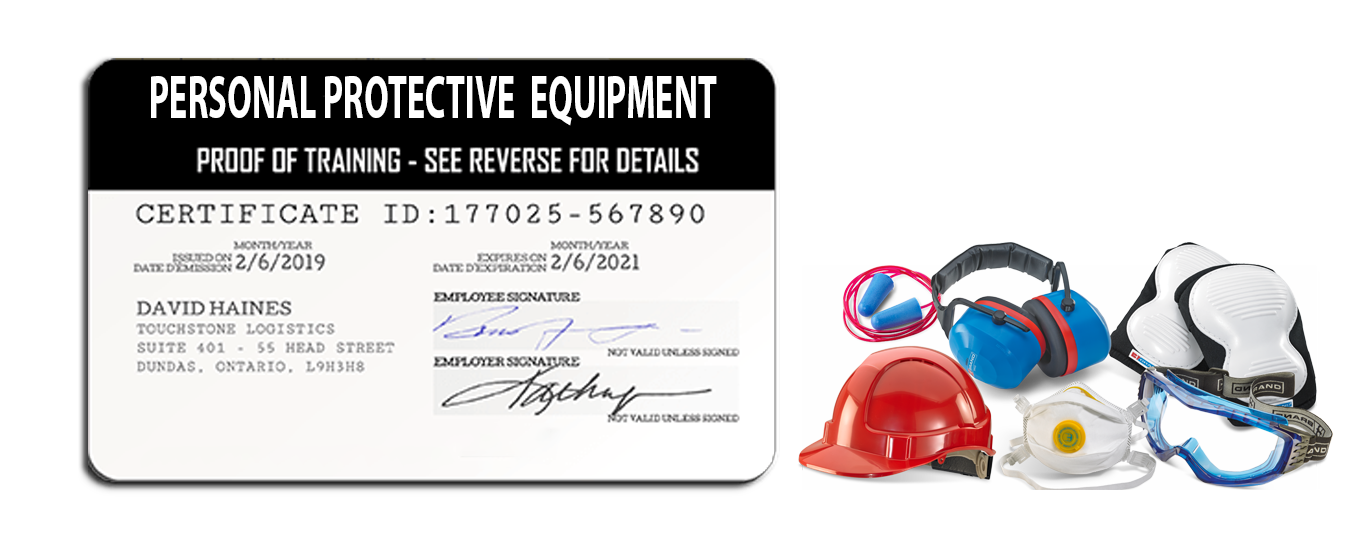 PERSONAL PROTECTIVE EQUIPMENT
PROOF OF TRAINING - SEE REVERSE FOR DETAILS
CERTIFICATE ID:177025-567890
MONTH/YEAR
ISSUED ON
DATE D'EMISSION 2/6/2019
MONTH/YEAR
EXPIRES ON
DATE D'EXPIRATION 2/6/2021
DAVID HAINES
TOUCHSTONE LOGISTICS
SUITE 401 - 55 HEAD STREET
DUNDAS, ONTARIO, L9H3H8
EMPLOYEE SIGNATURE
NOT VALID UNLESS SIGNED
EMPLOYER SIGNATURE
NOT VALID UNLESS SIGNED